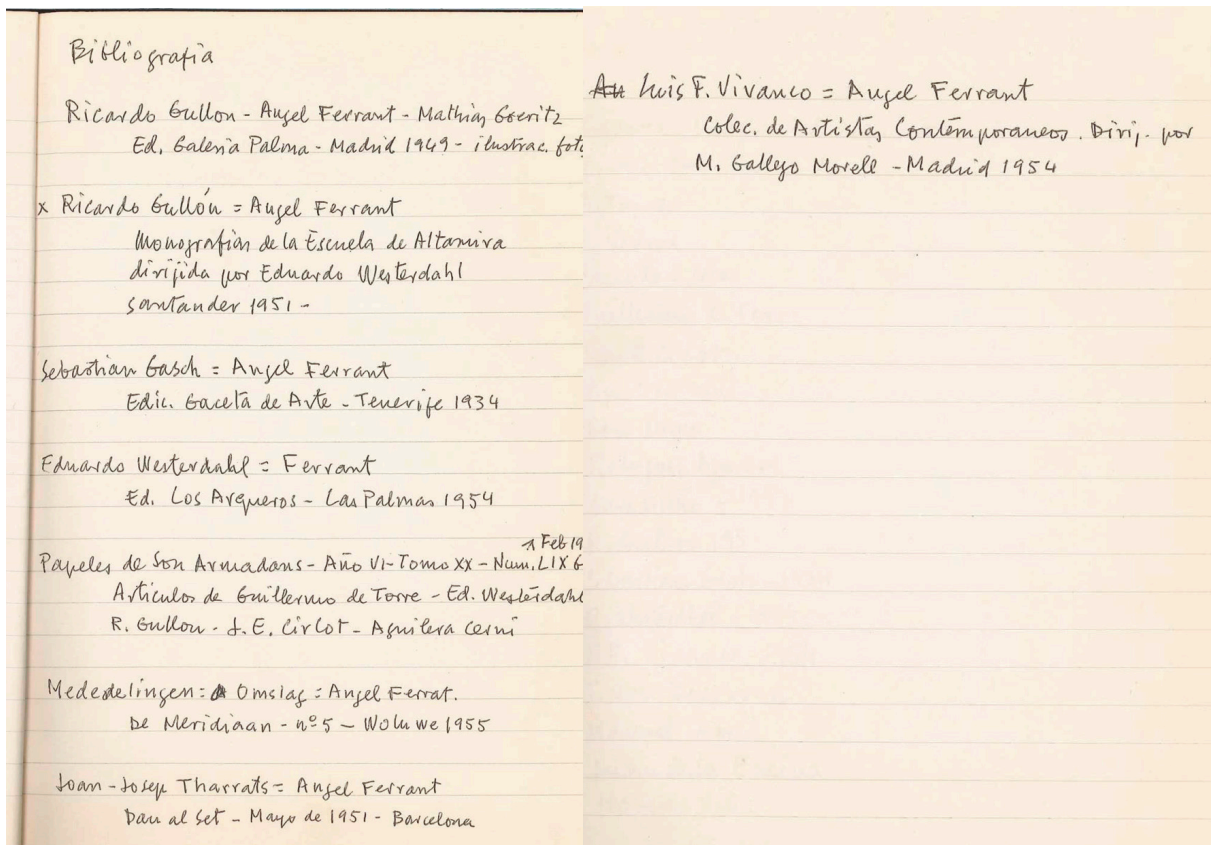 Bibliografia
Ricardo Gullon - Angel Ferrant - Mathias Goeritz
Ed. Galeria Palma - Madrid 1949 - ilustrac. foto
x Ricardo Gullón = Angel Ferrant
Monografias de la Escuela de Altamira
dirijida por Eduardo Westerdahl
Santander 1951 -
Sebastian Gasch = Angel Ferrant
Edic. Gaceta de Arte - Tenerife 1934
Eduardo Westerdahl = Ferrant
Ed. Los Arqueros - Las Palmas 1954
Feb 19
Papeles de Son Armadans - Año VI - Tomo XX - Num. LIX
Articulos de Guillermo de Torre - Ed. Westerdahl
R. Gullon - J. E. Cirlot - Aguilera Cerni
Mededelingen: Omslag: Angel Ferrat.
De Meridiaan - nº 5 - Woluwe 1955
Joan-Josep Tharrats = Angel Ferrant
Dau al Set - Mayo de 1951 - Barcelona
Luis F. Vivanco = Angel Ferrant
Colec. de Artistas Contemporaneos. Dirij. por
M. Gallego Morell - Madrid 1954